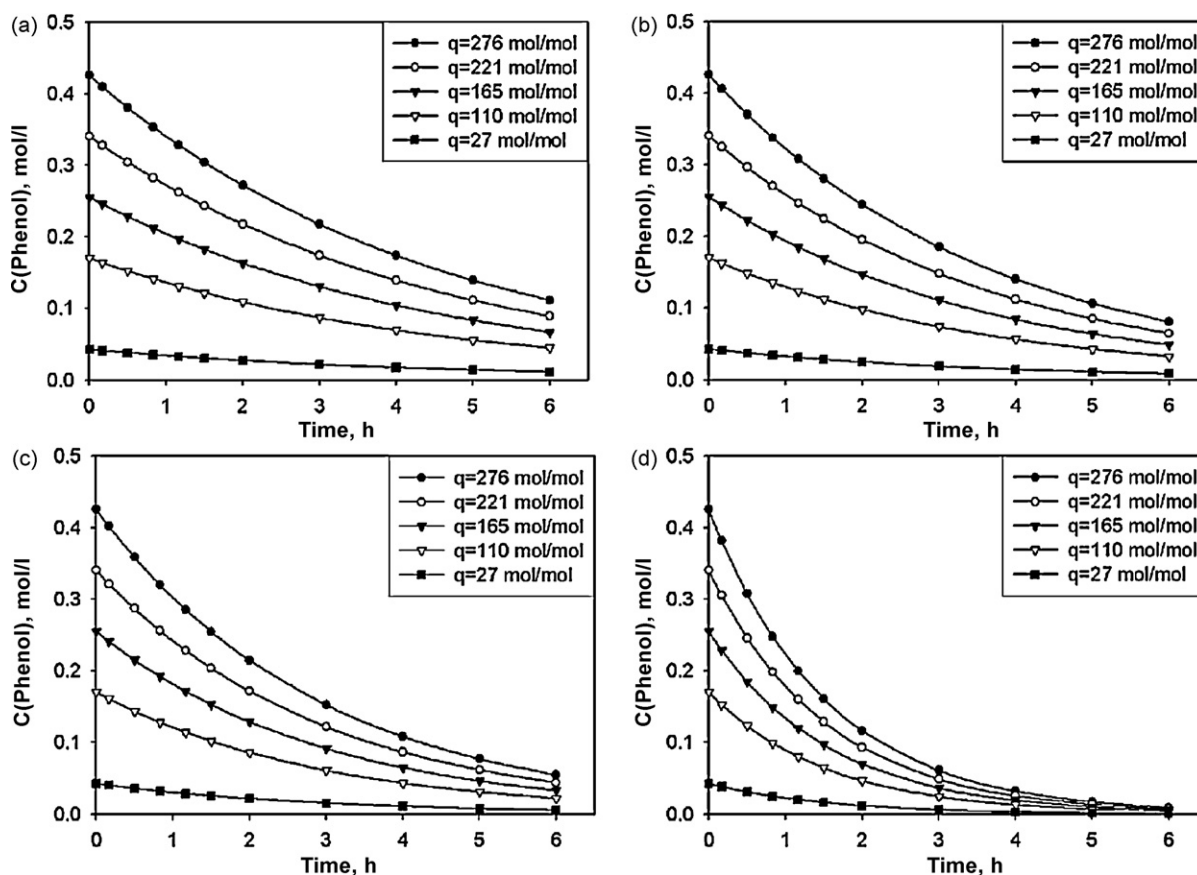 (a)
0.5
0.4
0.3
0.2
0.1
0.0
C(Phenol), mol/l
q=276 mol/mol
q=221 mol/mol
q=165 mol/mol
q=110 mol/mol
q=27 mol/mol
0 1 2 3 4 5 6
Time, h
(b)
0.5
0.4
0.3
0.2
0.1
0.0
C(Phenol), mol/l
q=276 mol/mol
q=221 mol/mol
q=165 mol/mol
q=110 mol/mol
q=27 mol/mol
0 1 2 3 4 5 6
Time, h
(c)
0.5
0.4
0.3
0.2
0.1
0.0
C(Phenol), mol/l
q=276 mol/mol
q=221 mol/mol
q=165 mol/mol
q=110 mol/mol
q=27 mol/mol
0 1 2 3 4 5 6
Time, h
(d)
0.5
0.4
0.3
0.2
0.1
0.0
C(Phenol), mol/l
q=276 mol/mol
q=221 mol/mol
q=165 mol/mol
q=110 mol/mol
q=27 mol/mol
0 1 2 3 4 5 6
Time, h